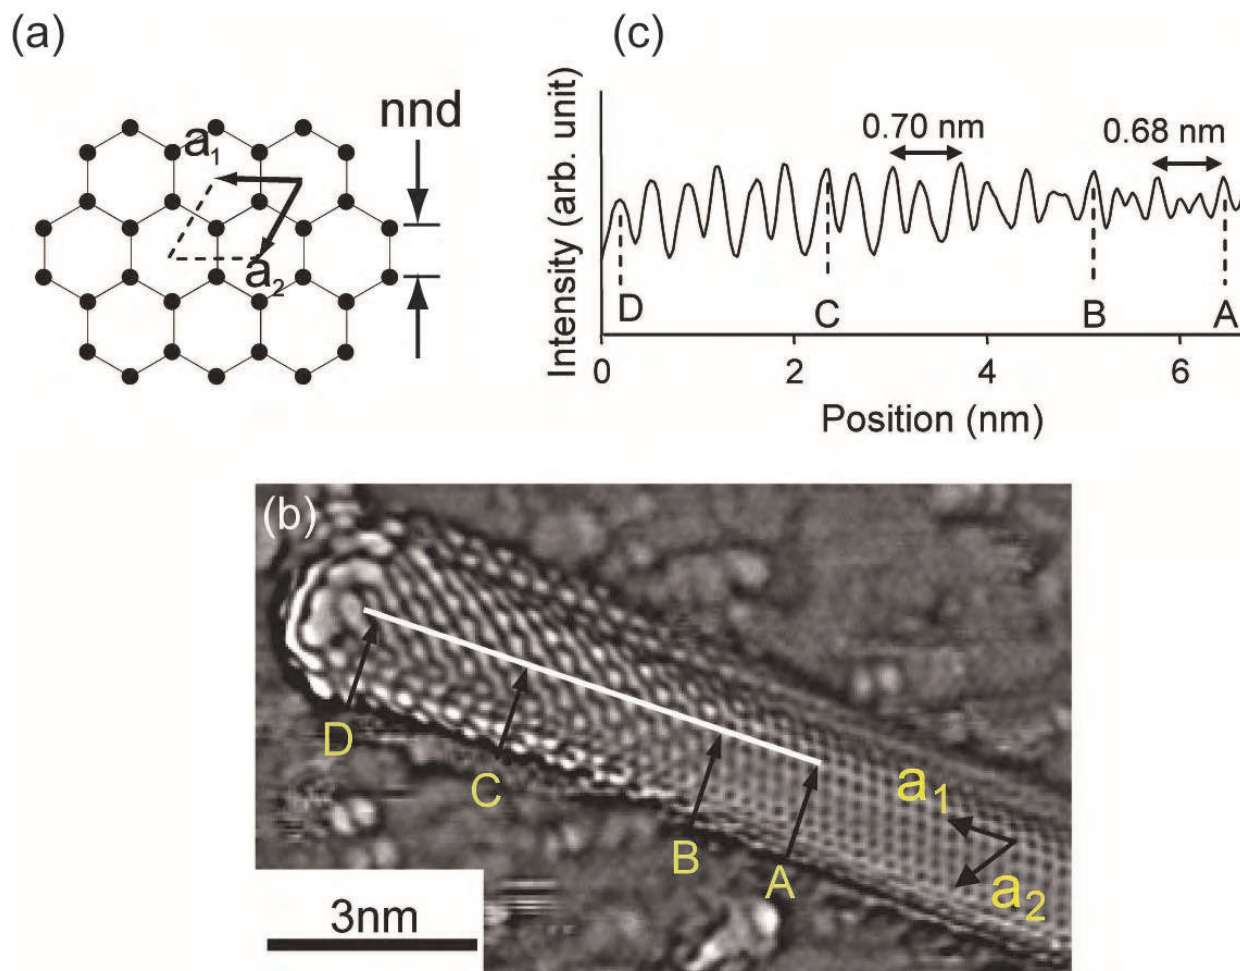 (a)
nnd
a1
a2
(c)
Intensity (arb. unit)
0.70 nm
0.68 nm
D
C
B
A
0
2
4
6
Position (nm)
(b)
D
C
B
A
a1
a2
3nm